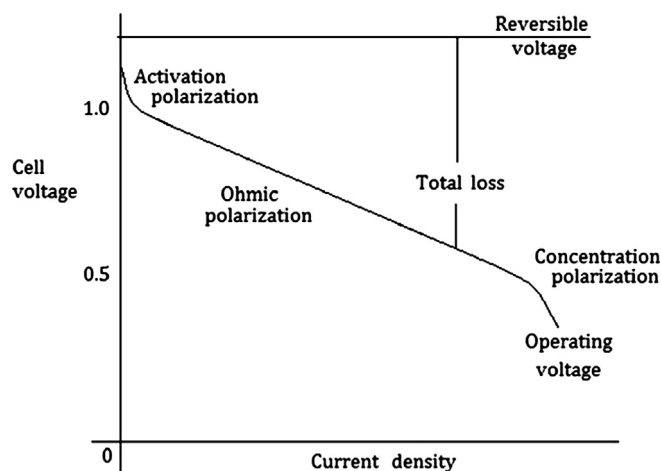 Reversible
voltage
Activation
polarization
1.0
Cell
voltage
Total loss
Ohmic
polarization
Concentration
polarization
0.5
Operating
voltage
0
Current density